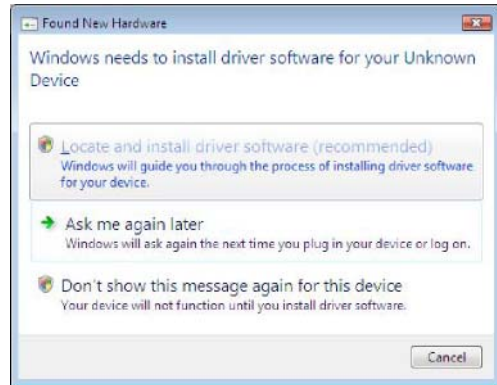 Found New Hardware
Windows needs to install driver software for your Unknown
Device
Locate and install driver software (recommended)
Windows will guide you through the process of installing driver software
for your device.
Ask me again later
Windows will ask again the next time you plug in your device or log on.
Don't show this message again for this device
Your device will not function until you install driver software.
Cancel